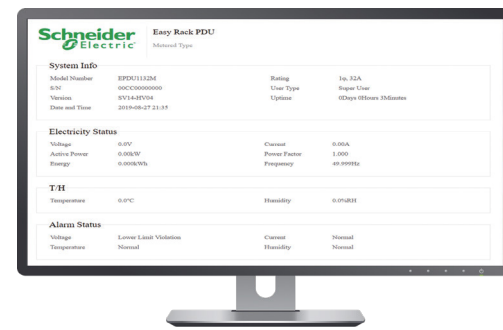 Schneider Easy Rack PDU
Electric Metered Type
System Info
Model Number EPDU1132M Rating 1φ, 32A
S/N 00CC00000000 User Type Super User
Version SV14-HV04 Uptime 0Days 0Hours 3Minutes
Date and Time 2019-08-27 21:35
Electricity Status
Voltage 0.0V Current 0.00A
Active Power 0.00kW Power Factor 1.000
Energy 0.000kWh Frequency 49.999Hz
T/H
Temperature 0.0°C Humidity 0.0%RH
Alarm Status
Voltage Lower Limit Violation Current Normal
Temperature Normal Humidity Normal